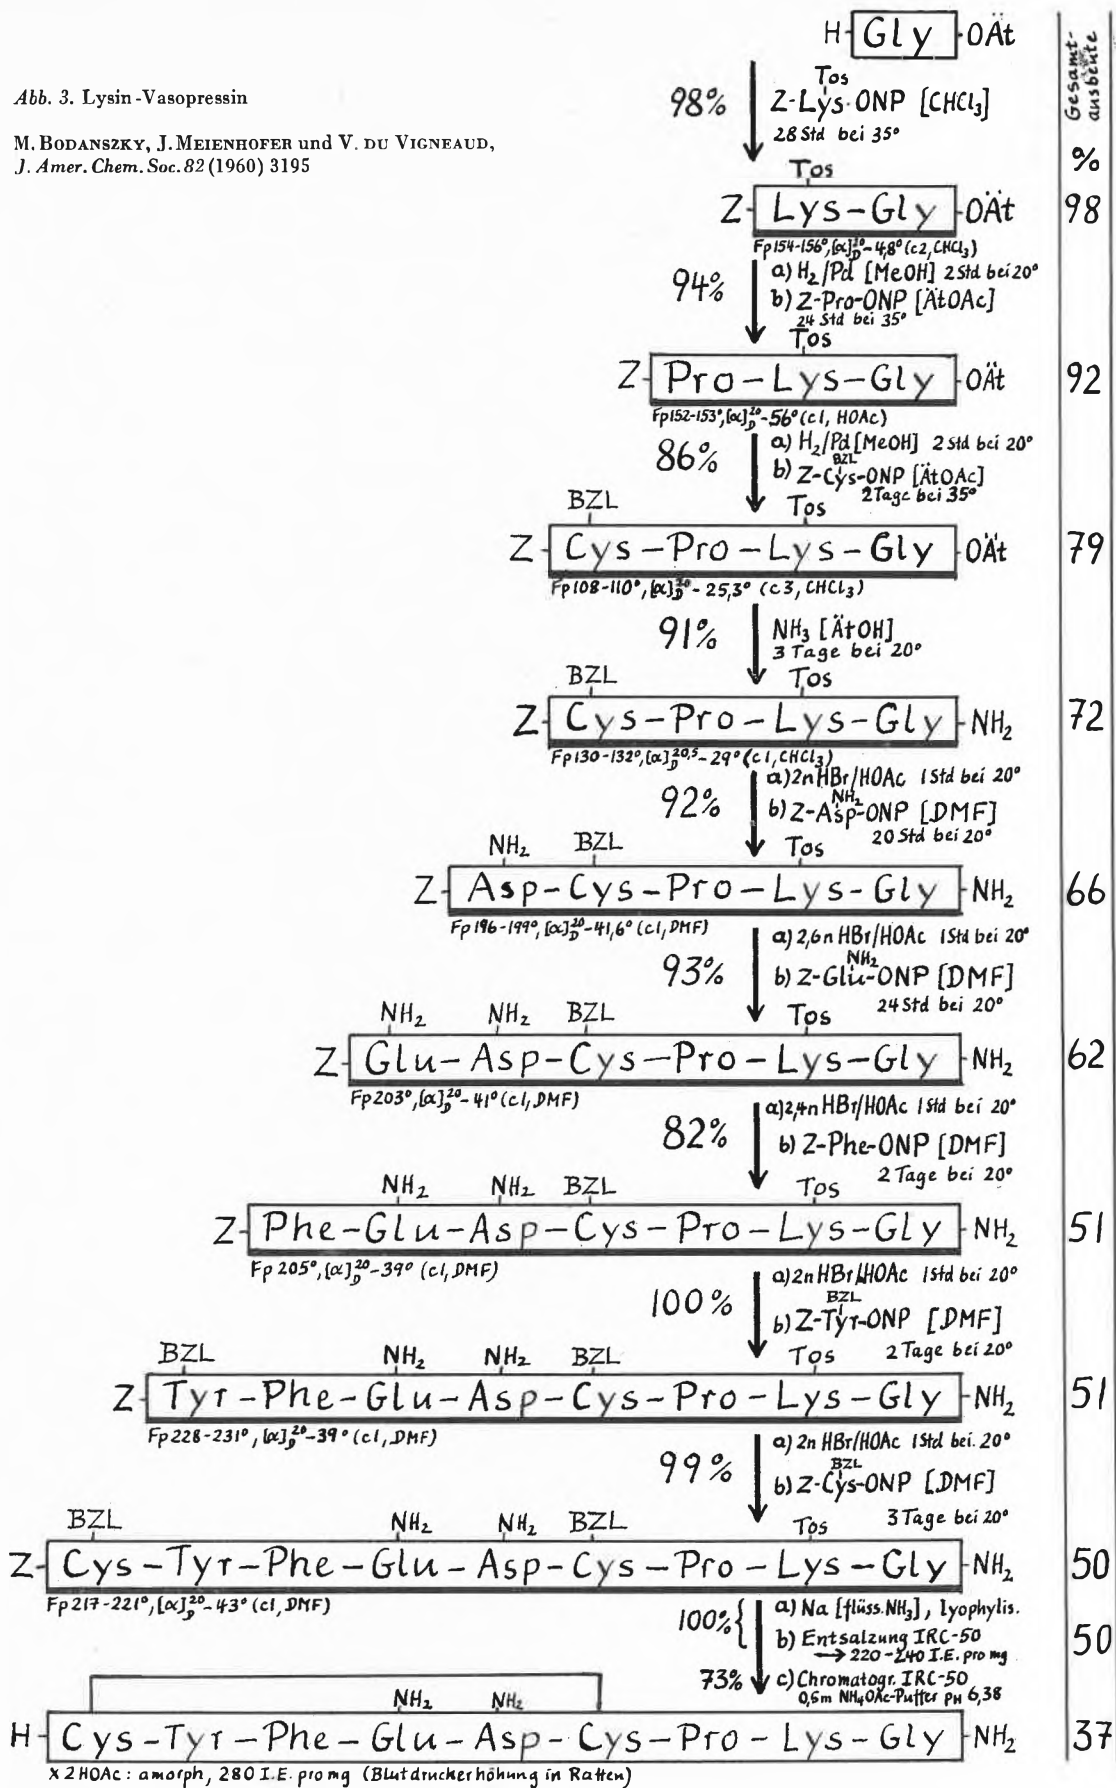 Abb. 3. Lysin-Vasopressin
M. BODANSZKY, J. MEIENHOFER und V. DU VIGNEAUD,
J. Amer. Chem. Soc. 82 (1960) 3195
Gesamt-
ausbeute
%
H- Gly -OÄt
Tos
98% Z-Lys-ONP [CHCl3]
28 Std bei 35°
Tos
Z- Lys-Gly -OÄt 98
Fp 154-156°, [α]D20 -4,8° (c2, CHCl3)
94% a) H2/Pd [MeOH] 2 Std bei 20°
b) Z-Pro-ONP [ÄtOAc]
24 Std bei 35°
Tos
Z- Pro-Lys-Gly -OÄt 92
Fp 152-153°, [α]D20 -56° (c1, HOAc)
86% a) H2/Pd [MeOH] 2 Std bei 20°
BZL
b) Z-Cys-ONP [ÄtOAc]
2 Tage bei 35°
BZL Tos
Z- Cys-Pro-Lys-Gly -OÄt 79
Fp 108-110°, [α]D20 -25,3° (c3, CHCl3)
91% NH3 [ÄtOH]
3 Tage bei 20°
BZL Tos
Z- Cys-Pro-Lys-Gly -NH2 72
Fp 130-132°, [α]D20,5 -29° (c1, CHCl3)
92% a) 2n HBr/HOAc 1 Std bei 20°
NH2
b) Z-Asp-ONP [DMF]
20 Std bei 20°
NH2 BZL Tos
Z- Asp-Cys-Pro-Lys-Gly -NH2 66
Fp 196-199°, [α]D20 -41,6° (c1, DMF)
93% a) 2,6n HBr/HOAc 1 Std bei 20°
NH2
b) Z-Glu-ONP [DMF]
24 Std bei 20°
NH2 NH2 BZL Tos
Z- Glu-Asp-Cys-Pro-Lys-Gly -NH2 62
Fp 203°, [α]D20 -41° (c1, DMF)
82% a) 2,4n HBr/HOAc 1 Std bei 20°
b) Z-Phe-ONP [DMF]
2 Tage bei 20°
NH2 NH2 BZL Tos
Z- Phe-Glu-Asp-Cys-Pro-Lys-Gly -NH2 51
Fp 205°, [α]D20 -39° (c1, DMF)
100% a) 2n HBr/HOAc 1 Std bei 20°
BZL
b) Z-Tyr-ONP [DMF]
2 Tage bei 20°
BZL NH2 NH2 BZL Tos
Z- Tyr-Phe-Glu-Asp-Cys-Pro-Lys-Gly -NH2 51
Fp 228-231°, [α]D20 -39° (c1, DMF)
99% a) 2n HBr/HOAc 1 Std bei 20°
BZL
b) Z-Cys-ONP [DMF]
3 Tage bei 20°
BZL NH2 NH2 BZL Tos
Z- Cys-Tyr-Phe-Glu-Asp-Cys-Pro-Lys-Gly -NH2 50
Fp 217-221°, [α]D20 -43° (c1, DMF)
100% { a) Na [flüss. NH3], lyophylis.
b) Entsalzung IRC-50 50
→ 220-240 I.E. pro mg
73% c) Chromatogr. IRC-50
0,5m NH4OAc-Puffer pH 6,38
NH2 NH2
H- Cys-Tyr-Phe-Glu-Asp-Cys-Pro-Lys-Gly -NH2 37
x 2HOAc: amorph, 280 I.E. pro mg (Blutdruckerhöhung in Ratten)